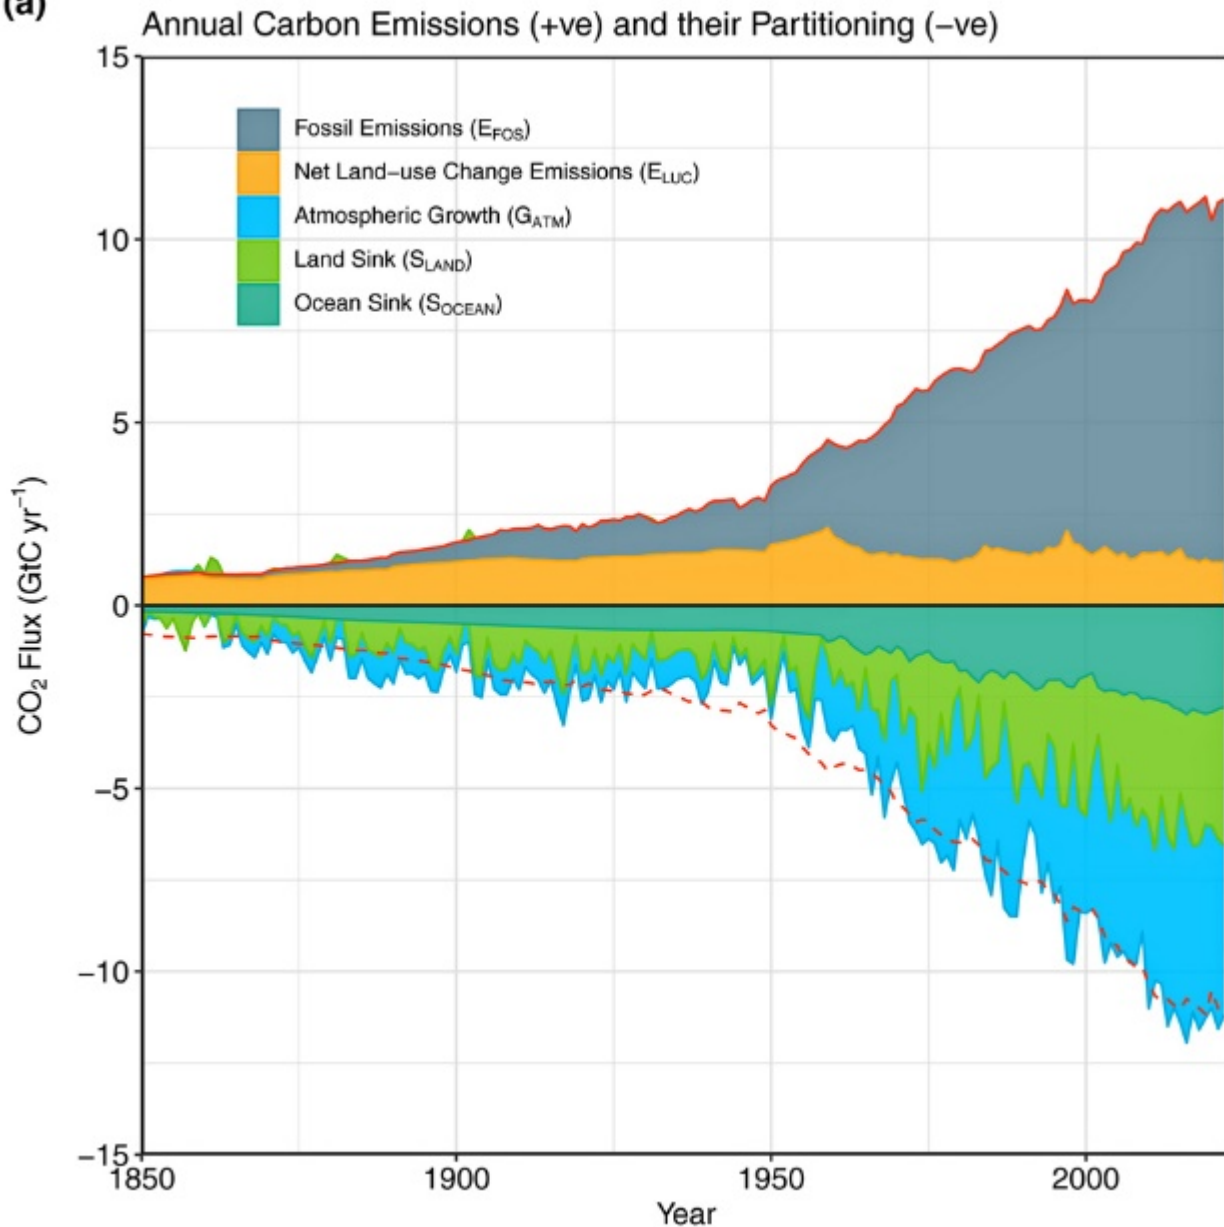 (a)
Annual Carbon Emissions (+ve) and their Partitioning (−ve)
15
Fossil Emissions (EFOS)
Net Land−use Change Emissions (ELUC)
Atmospheric Growth (GATM)
Land Sink (SLAND)
Ocean Sink (SOCEAN)
10
5
0
−5
−10
−15
CO2 Flux (GtC yr−1)
1850 1900 1950 2000
Year